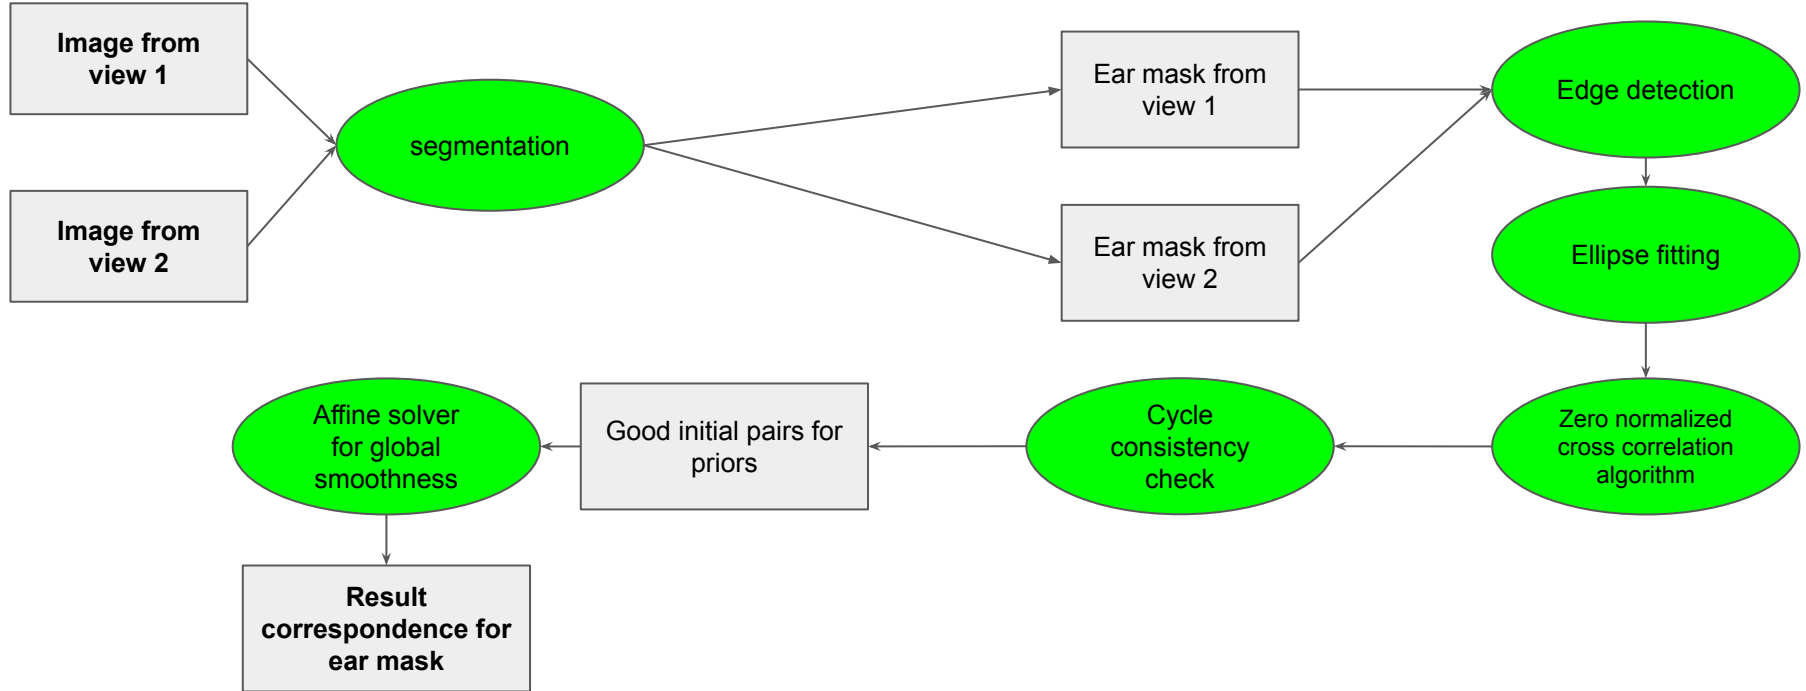 Image from
view 1
Image from
view 2
segmentation
Ear mask from
view 1
Ear mask from
view 2
Edge detection
Ellipse fitting
Zero normalized
cross correlation
algorithm
Cycle
consistency
check
Good initial pairs for
priors
Affine solver
for global
smoothness
Result
correspondence for
ear mask